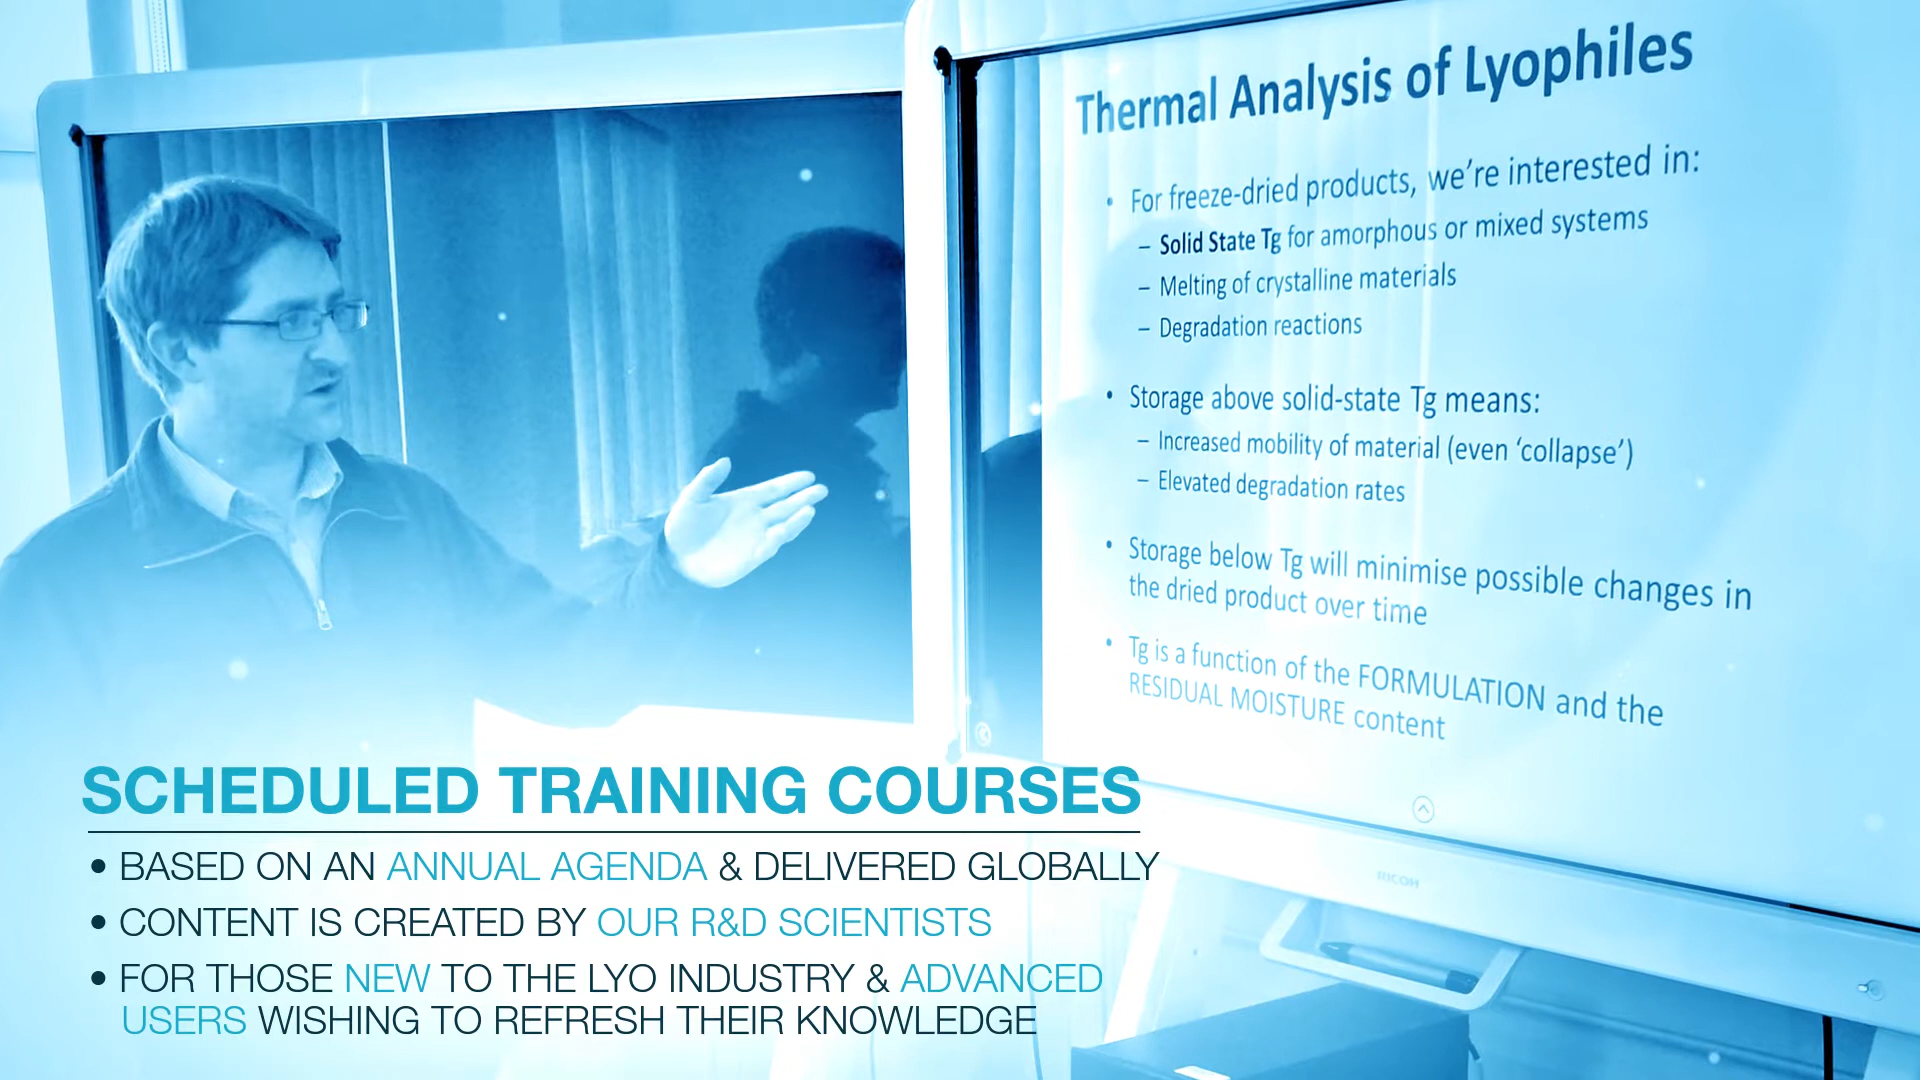 Thermal Analysis of Lyophiles
• For freeze-dried products, we're interested in:
– Solid State Tg for amorphous or mixed systems
– Melting of crystalline materials
– Degradation reactions
• Storage above solid-state Tg means:
– Increased mobility of material (even 'collapse')
– Elevated degradation rates
• Storage below Tg will minimise possible changes in
the dried product over time
• Tg is a function of the FORMULATION and the
RESIDUAL MOISTURE content
RICOH
SCHEDULED TRAINING COURSES
• BASED ON AN ANNUAL AGENDA & DELIVERED GLOBALLY
• CONTENT IS CREATED BY OUR R&D SCIENTISTS
• FOR THOSE NEW TO THE LYO INDUSTRY & ADVANCED
USERS WISHING TO REFRESH THEIR KNOWLEDGE